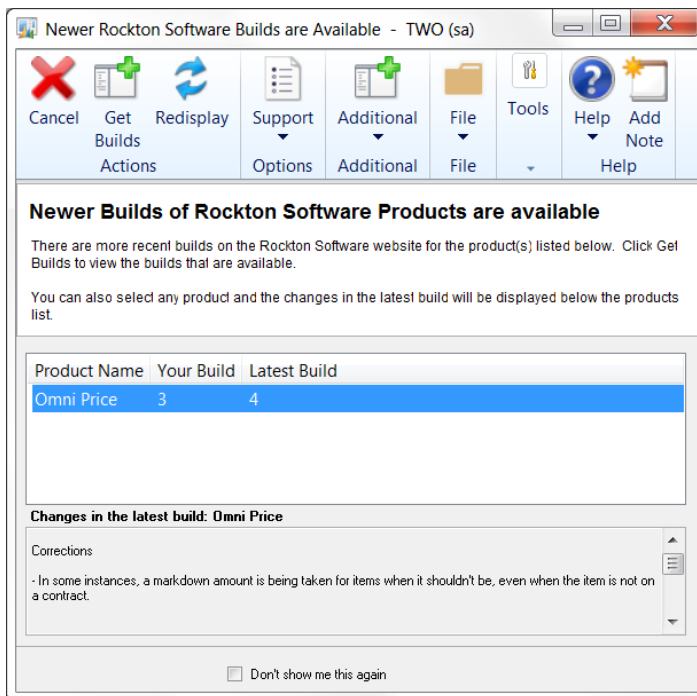 Newer Rockton Software Builds are Available  -  TWO (sa)
Cancel Get Builds Redisplay Support Additional File Tools Help Add Note
Actions Options Additional File Help
Newer Builds of Rockton Software Products are available
There are more recent builds on the Rockton Software website for the product(s) listed below.  Click Get
Builds to view the builds that are available.
You can also select any product and the changes in the latest build will be displayed below the products
list.
Product Name Your Build Latest Build
Omni Price 3 4
Changes in the latest build: Omni Price
Corrections
- In some instances, a markdown amount is being taken for items when it shouldn't be, even when the item is not on
a contract.
Don't show me this again